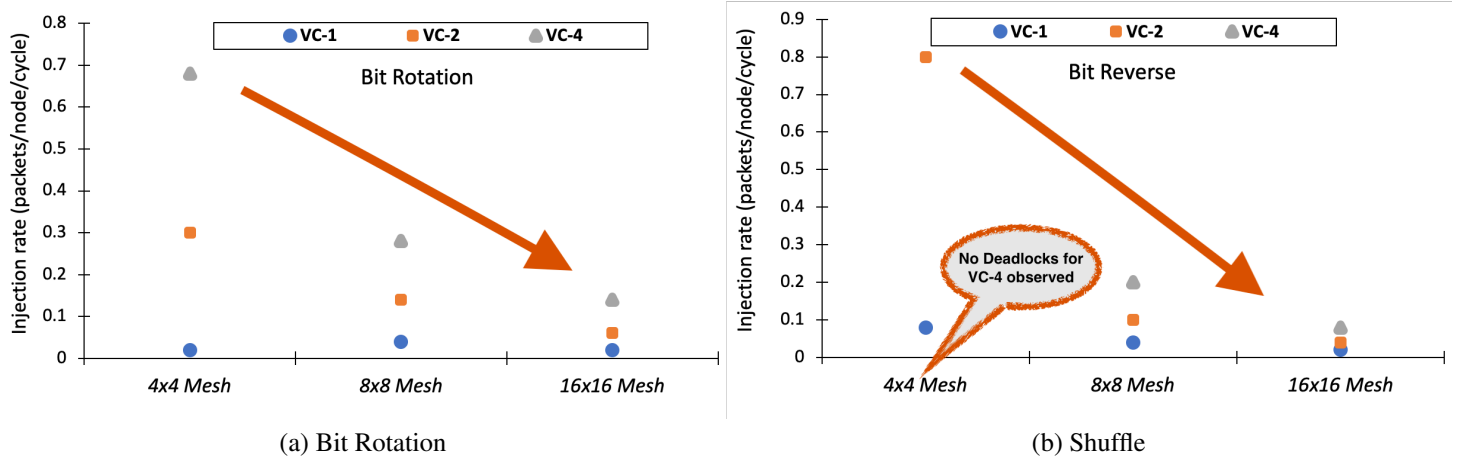 Injection rate (packets/node/cycle)
0.8
0.7
0.6
0.5
0.4
0.3
0.2
0.1
0
VC-1 VC-2 VC-4
Bit Rotation
4x4 Mesh 8x8 Mesh 16x16 Mesh
(a) Bit Rotation
Injection rate (packets/node/cycle)
0.9
0.8
0.7
0.6
0.5
0.4
0.3
0.2
0.1
0
VC-1 VC-2 VC-4
Bit Reverse
No Deadlocks for
VC-4 observed
4x4 Mesh 8x8 Mesh 16x16 Mesh
(b) Shuffle